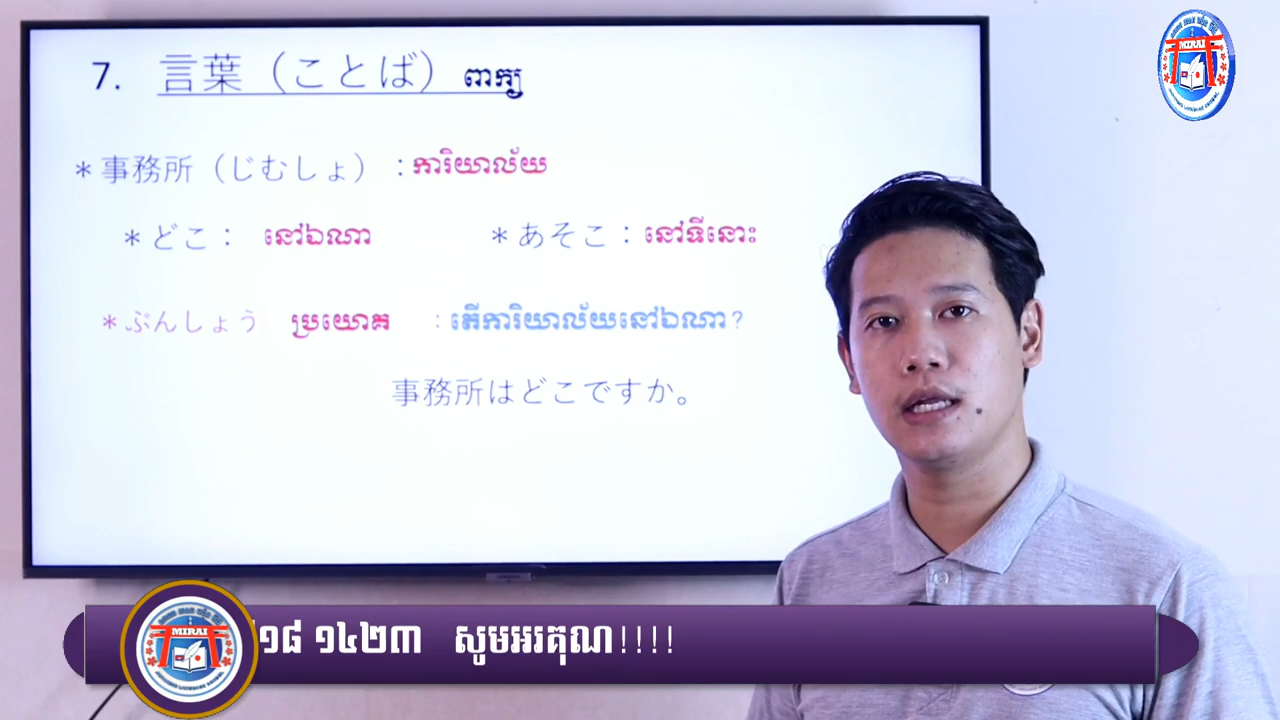 7. 言葉（ことば）ពាក្យ
＊事務所（じむしょ）：ការិយាល័យ
＊どこ： នៅឯណា ＊あそこ：នៅទីនោះ
＊ぶんしょう ប្រយោគ ：តើការិយាល័យនៅឯណា?
事務所はどこですか。
MIRAI
MIRAI
១៨ ១៤២៣ សូមអរគុណ!!!!